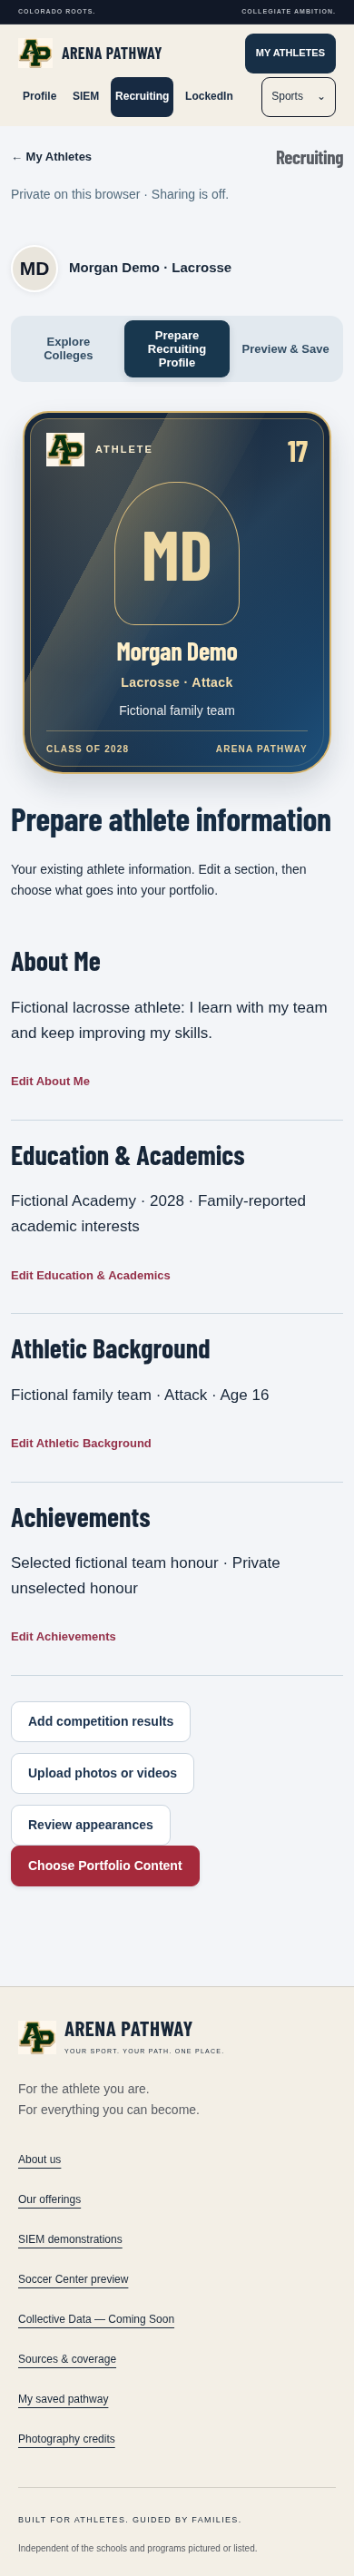 COLORADO ROOTS.
COLLEGIATE AMBITION.
AP
ARENA PATHWAY
MY ATHLETES
Profile
SIEM
Recruiting
LockedIn
Sports ⌄
← My Athletes
Recruiting
Private on this browser · Sharing is off.
MD
Morgan Demo · Lacrosse
Explore
Colleges
Prepare
Recruiting
Profile
Preview & Save
AP
ATHLETE
17
MD
Morgan Demo
Lacrosse · Attack
Fictional family team
CLASS OF 2028
ARENA PATHWAY
Prepare athlete information
Your existing athlete information. Edit a section, then
choose what goes into your portfolio.
About Me
Fictional lacrosse athlete: I learn with my team
and keep improving my skills.
Edit About Me
Education & Academics
Fictional Academy · 2028 · Family-reported
academic interests
Edit Education & Academics
Athletic Background
Fictional family team · Attack · Age 16
Edit Athletic Background
Achievements
Selected fictional team honour · Private
unselected honour
Edit Achievements
Add competition results
Upload photos or videos
Review appearances
Choose Portfolio Content
AP
ARENA PATHWAY
YOUR SPORT. YOUR PATH. ONE PLACE.
For the athlete you are.
For everything you can become.
About us
Our offerings
SIEM demonstrations
Soccer Center preview
Collective Data — Coming Soon
Sources & coverage
My saved pathway
Photography credits
BUILT FOR ATHLETES. GUIDED BY FAMILIES.
Independent of the schools and programs pictured or listed.